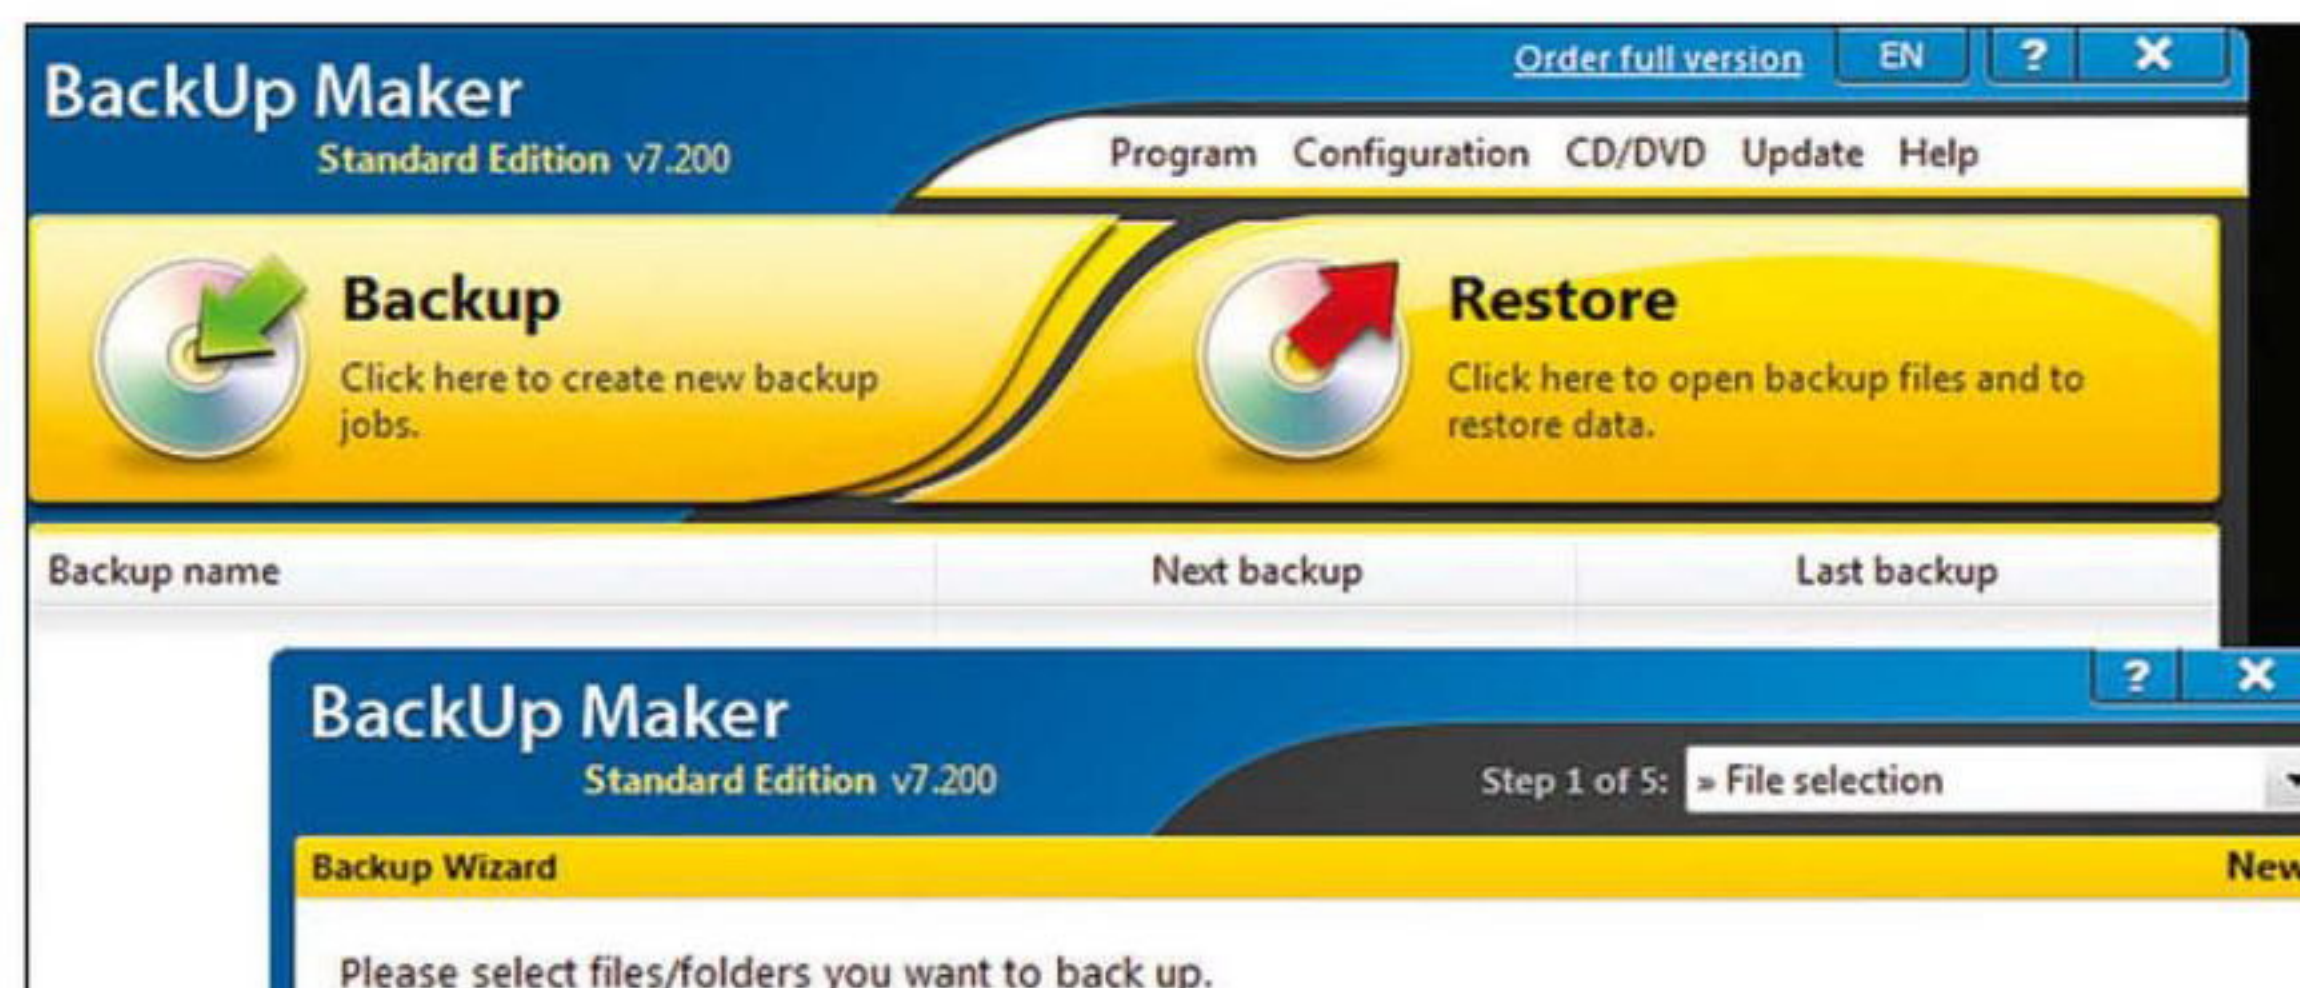 BackUp Maker
Order full version EN ?
Standard Edition v7.200
Program Configuration CD/DVD Update Help
Backup
Click here to create new backup
jobs.
Restore
Click here to open backup files and to
restore data.
Backup name Next backup Last backup
BackUp Maker
?
Standard Edition v7.200
Step 1 of 5: » File selection
Backup Wizard New
Please select files/folders you want to back up.